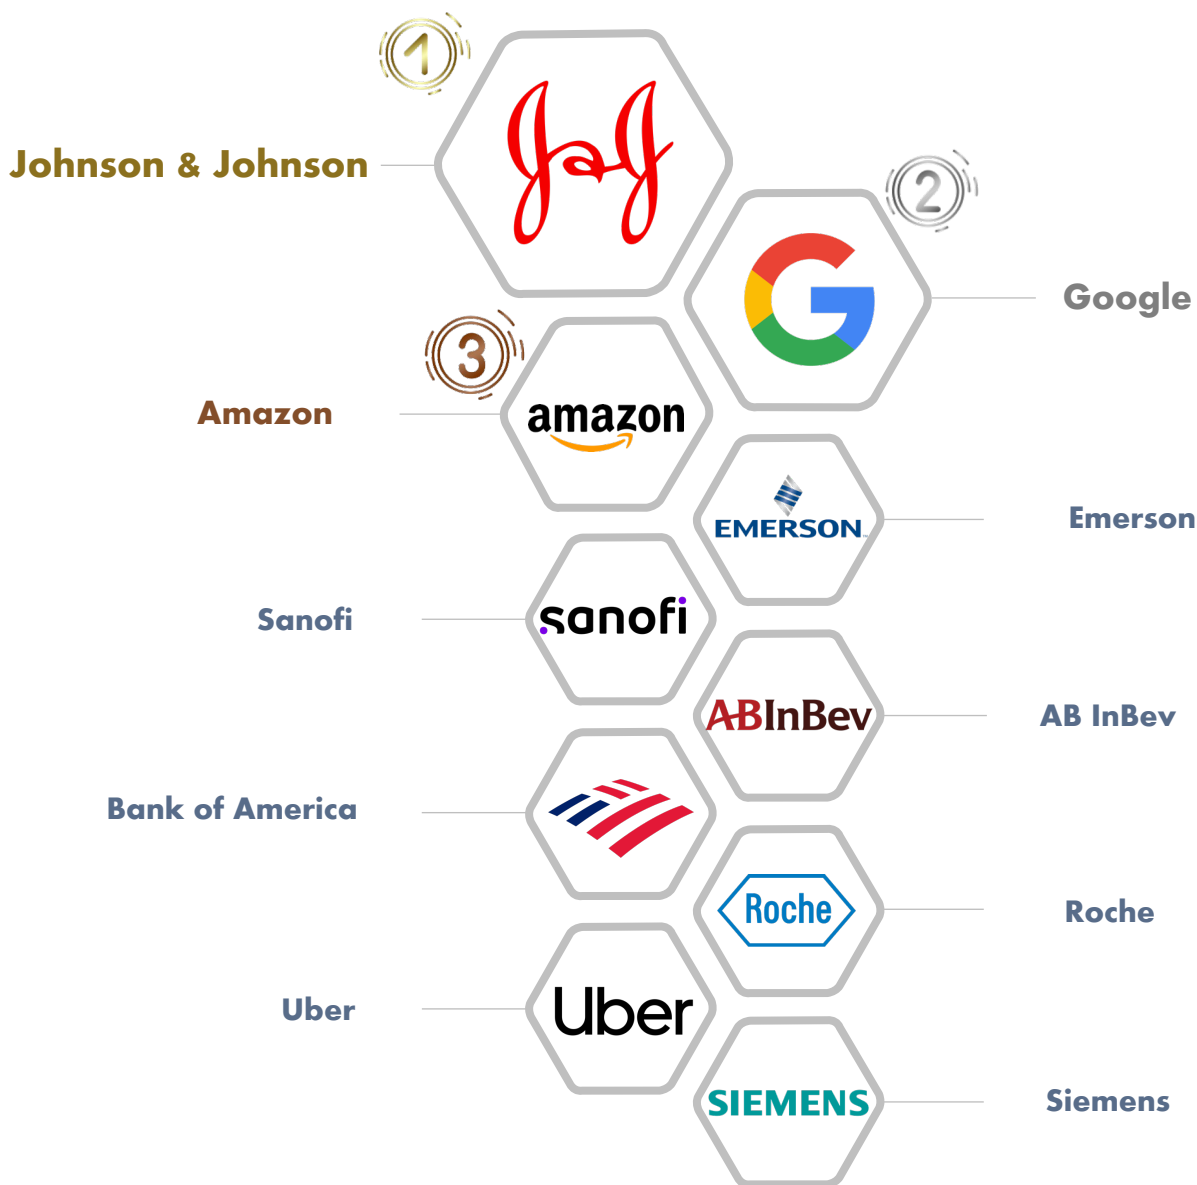 1
Johnson & Johnson
J&J
2
Google
G
3
Amazon
amazon
EMERSON
Emerson
Sanofi
sanofi
ABInBev
AB InBev
Bank of America
Roche
Roche
Uber
Uber
SIEMENS
Siemens